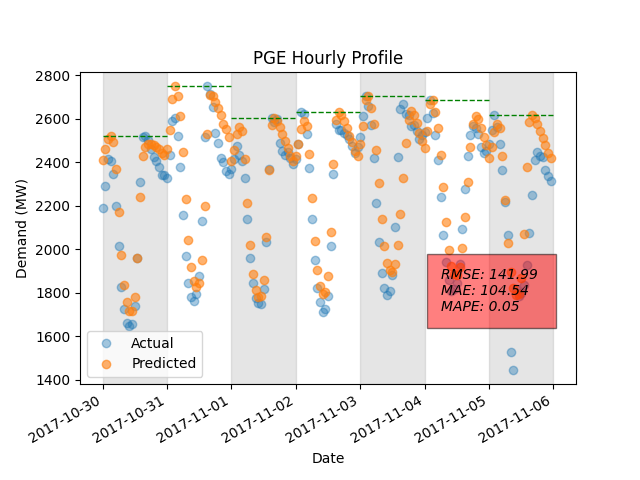 PGE Hourly Profile
2800
2600
2400
2200
2000
1800
1600
1400
Demand (MW)
RMSE: 141.99
MAE: 104.54
MAPE: 0.05
Actual
Predicted
2017-10-30
2017-10-31
2017-11-01
2017-11-02
2017-11-03
2017-11-04
2017-11-05
2017-11-06
Date